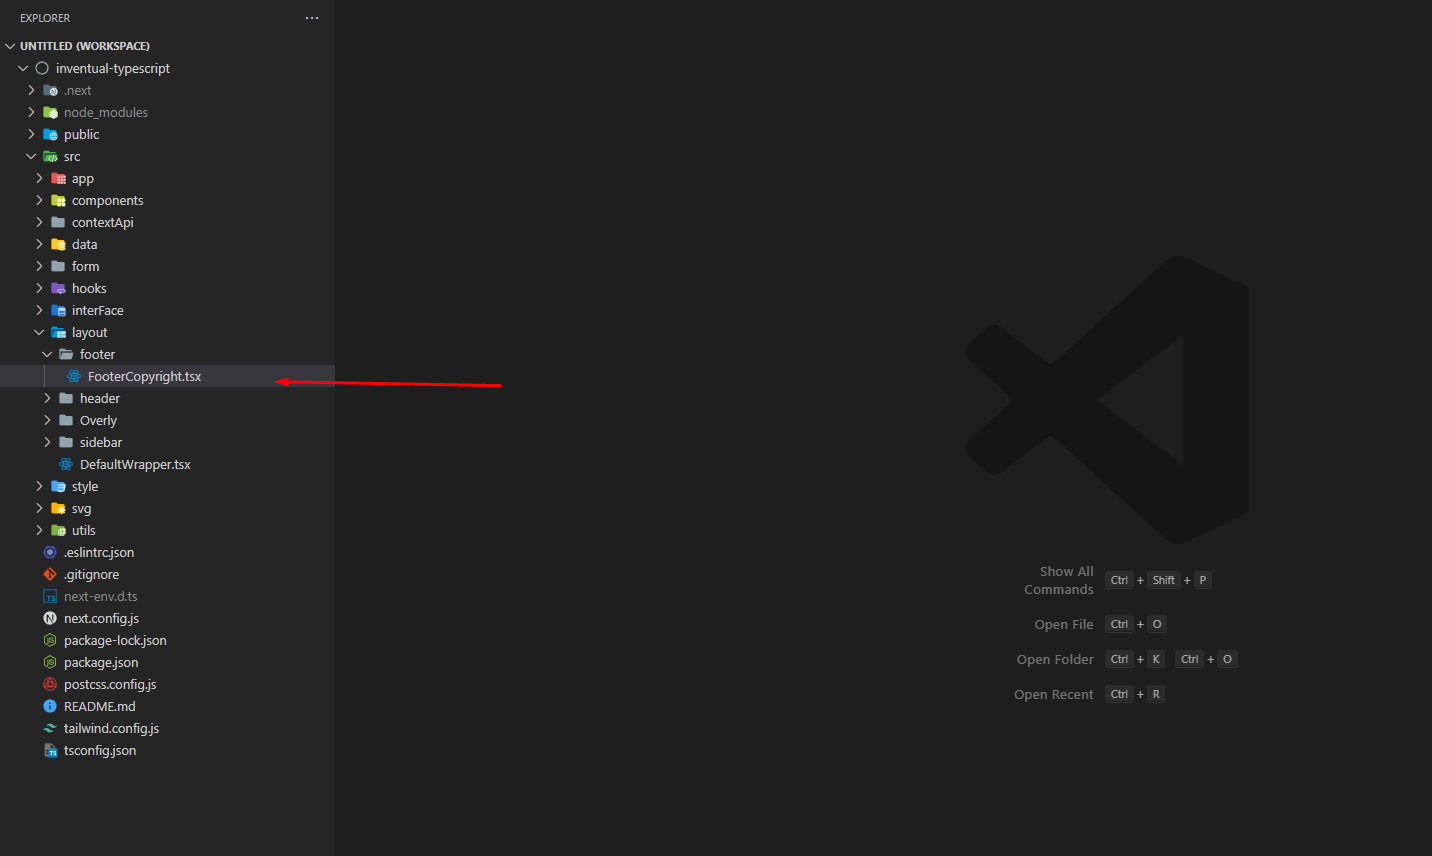 EXPLORER
UNTITLED (WORKSPACE)
inventual-typescript
.next
node_modules
public
src
app
components
contextApi
data
form
hooks
interFace
layout
footer
FooterCopyright.tsx
header
Overly
sidebar
DefaultWrapper.tsx
style
svg
utils
.eslintrc.json
.gitignore
next-env.d.ts
next.config.js
package-lock.json
package.json
postcss.config.js
README.md
tailwind.config.js
tsconfig.json
Show All
Commands Ctrl + Shift + P
Open File Ctrl + O
Open Folder Ctrl + K Ctrl + O
Open Recent Ctrl + R